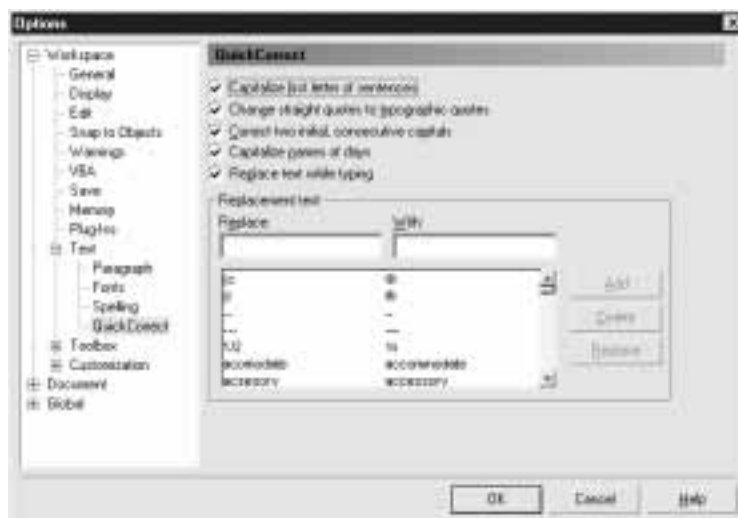 Options
Workspace
General
Display
Edit
Snap to Objects
Warnings
VBA
Save
Memory
Plug-Ins
Text
Paragraph
Fonts
Spelling
QuickCorrect
Toolbox
Customization
Document
Global
QuickCorrect
Capitalize first letter of sentences
Change straight quotes to typographic quotes
Correct two initial, consecutive capitals
Capitalize names of days
Replace text while typing
Replacement text
Replace With
(c ©
(r ®
-- –
--- —
1/2 ½
accomodate accommodate
accesory accessory
Add
Delete
Replace
OK Cancel Help